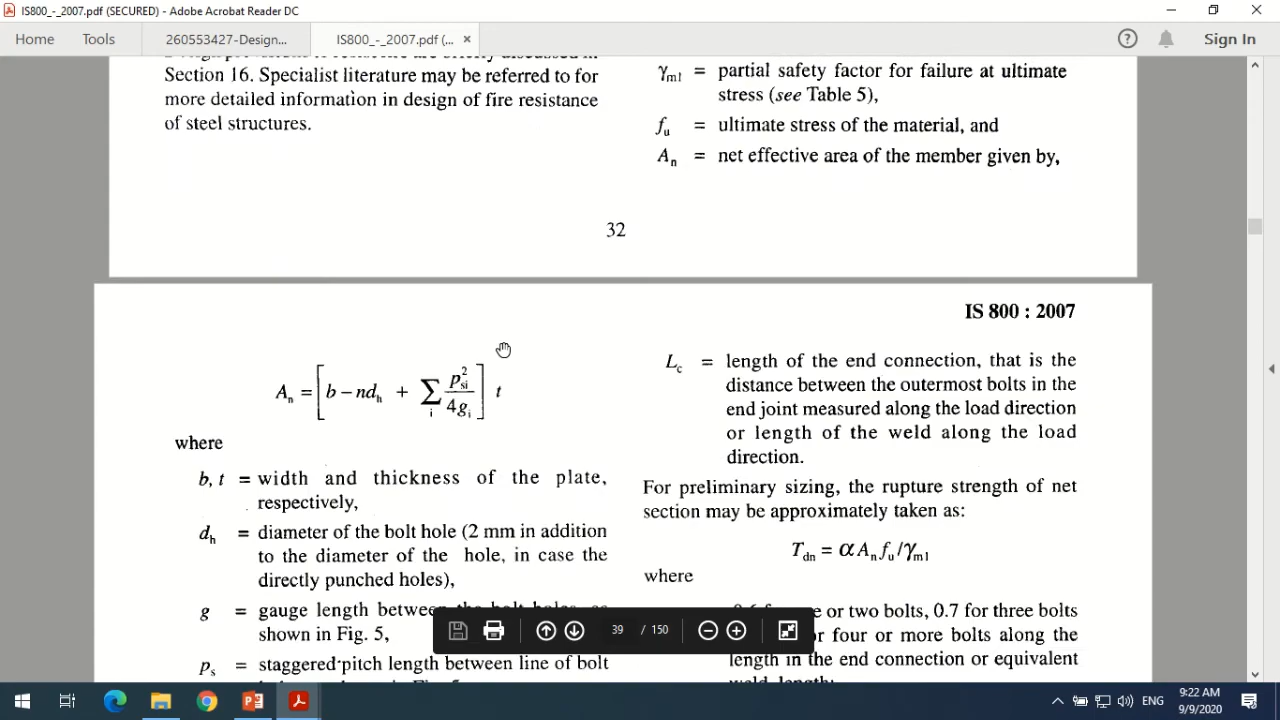 IS800_-_2007.pdf (SECURED) - Adobe Acrobat Reader DC
Home Tools 260553427-Design... IS800_-_2007.pdf (... × Sign In
Section 16. Specialist literature may be referred to for
more detailed information in design of fire resistance
of steel structures.
γm1 = partial safety factor for failure at ultimate
stress (see Table 5),
fu = ultimate stress of the material, and
An = net effective area of the member given by,
32
IS 800 : 2007
An = [b – ndh + Σi psi² / 4gi] t
where
b, t = width and thickness of the plate,
respectively,
dh = diameter of the bolt hole (2 mm in addition
to the diameter of the hole, in case the
directly punched holes),
g = gauge length between the bolt holes, as
shown in Fig. 5,
ps = staggered pitch length between line of bolt
Lc = length of the end connection, that is the
distance between the outermost bolts in the
end joint measured along the load direction
or length of the weld along the load
direction.
For preliminary sizing, the rupture strength of net
section may be approximately taken as:
Tdn = αAn fu /γm1
where
or two bolts, 0.7 for three bolts
or four or more bolts along the
length in the end connection or equivalent
weld length;
39 / 150
ENG
9:22 AM
9/9/2020